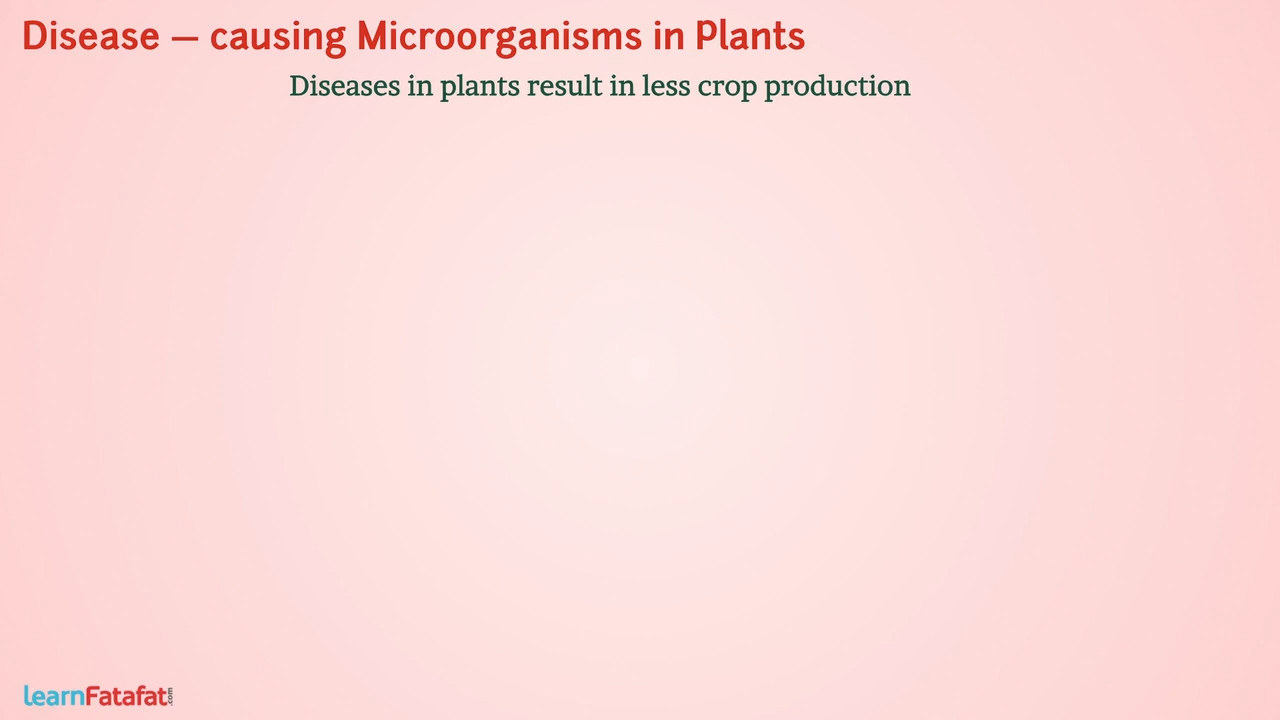 Disease — causing Microorganisms in Plants
Diseases in plants result in less crop production
learnFatafat.com